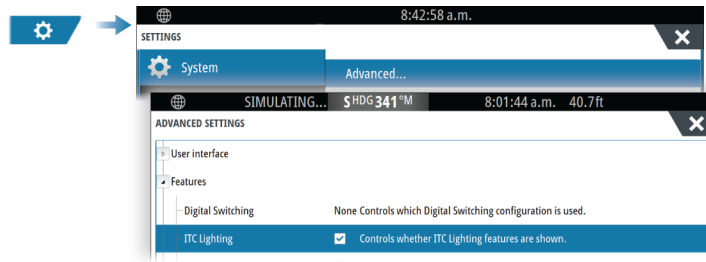 8:42:58 a.m.
SETTINGS
System
Advanced...
SIMULATING... SHDG 341°M 8:01:44 a.m. 40.7ft
ADVANCED SETTINGS
User interface
Features
Digital Switching None Controls which Digital Switching configuration is used.
ITC Lighting Controls whether ITC Lighting features are shown.